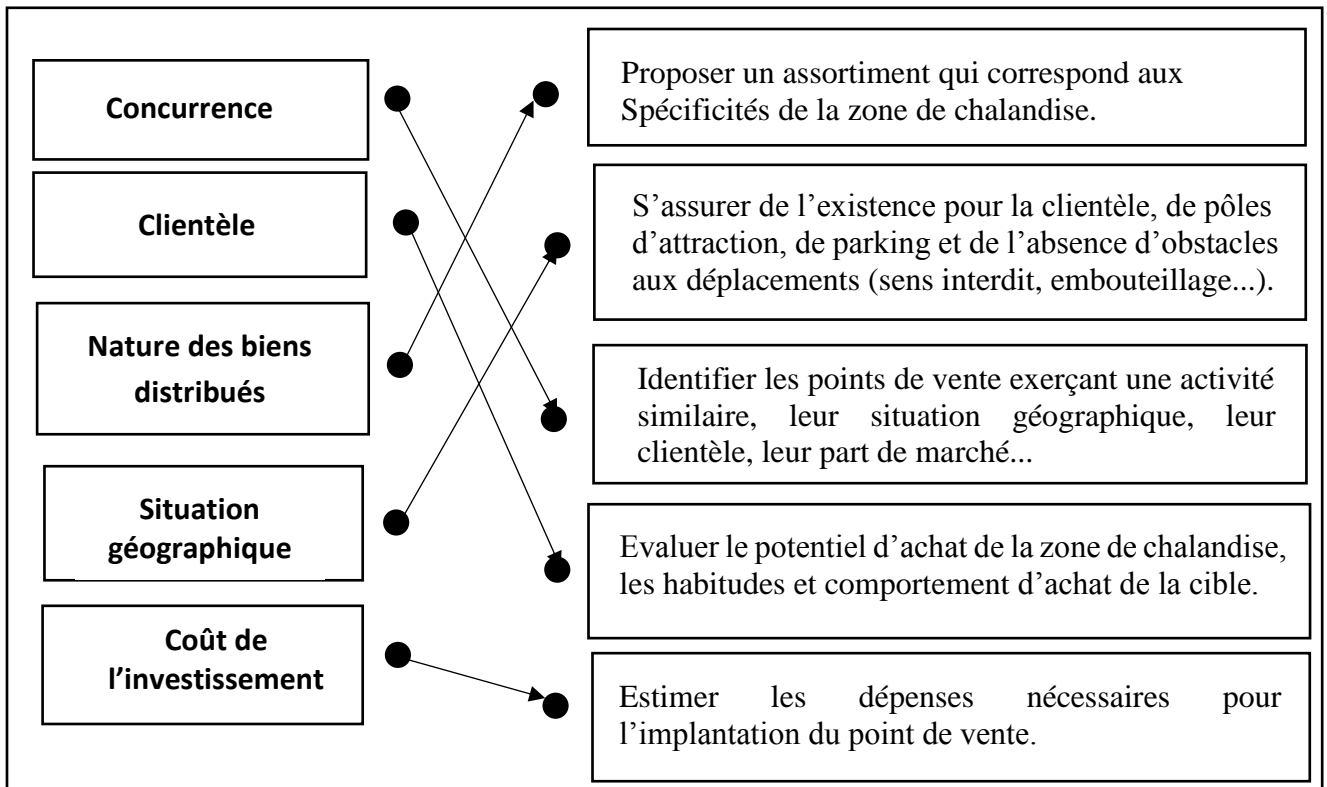 Concurrence
Clientèle
Nature des biens
distribués
Situation
géographique
Coût de
l’investissement
Proposer un assortiment qui correspond aux
Spécificités de la zone de chalandise.
S’assurer de l’existence pour la clientèle, de pôles
d’attraction, de parking et de l’absence d’obstacles
aux déplacements (sens interdit, embouteillage...).
Identifier les points de vente exerçant une activité
similaire, leur situation géographique, leur
clientèle, leur part de marché...
Evaluer le potentiel d’achat de la zone de chalandise,
les habitudes et comportement d’achat de la cible.
Estimer les dépenses nécessaires pour
l’implantation du point de vente.